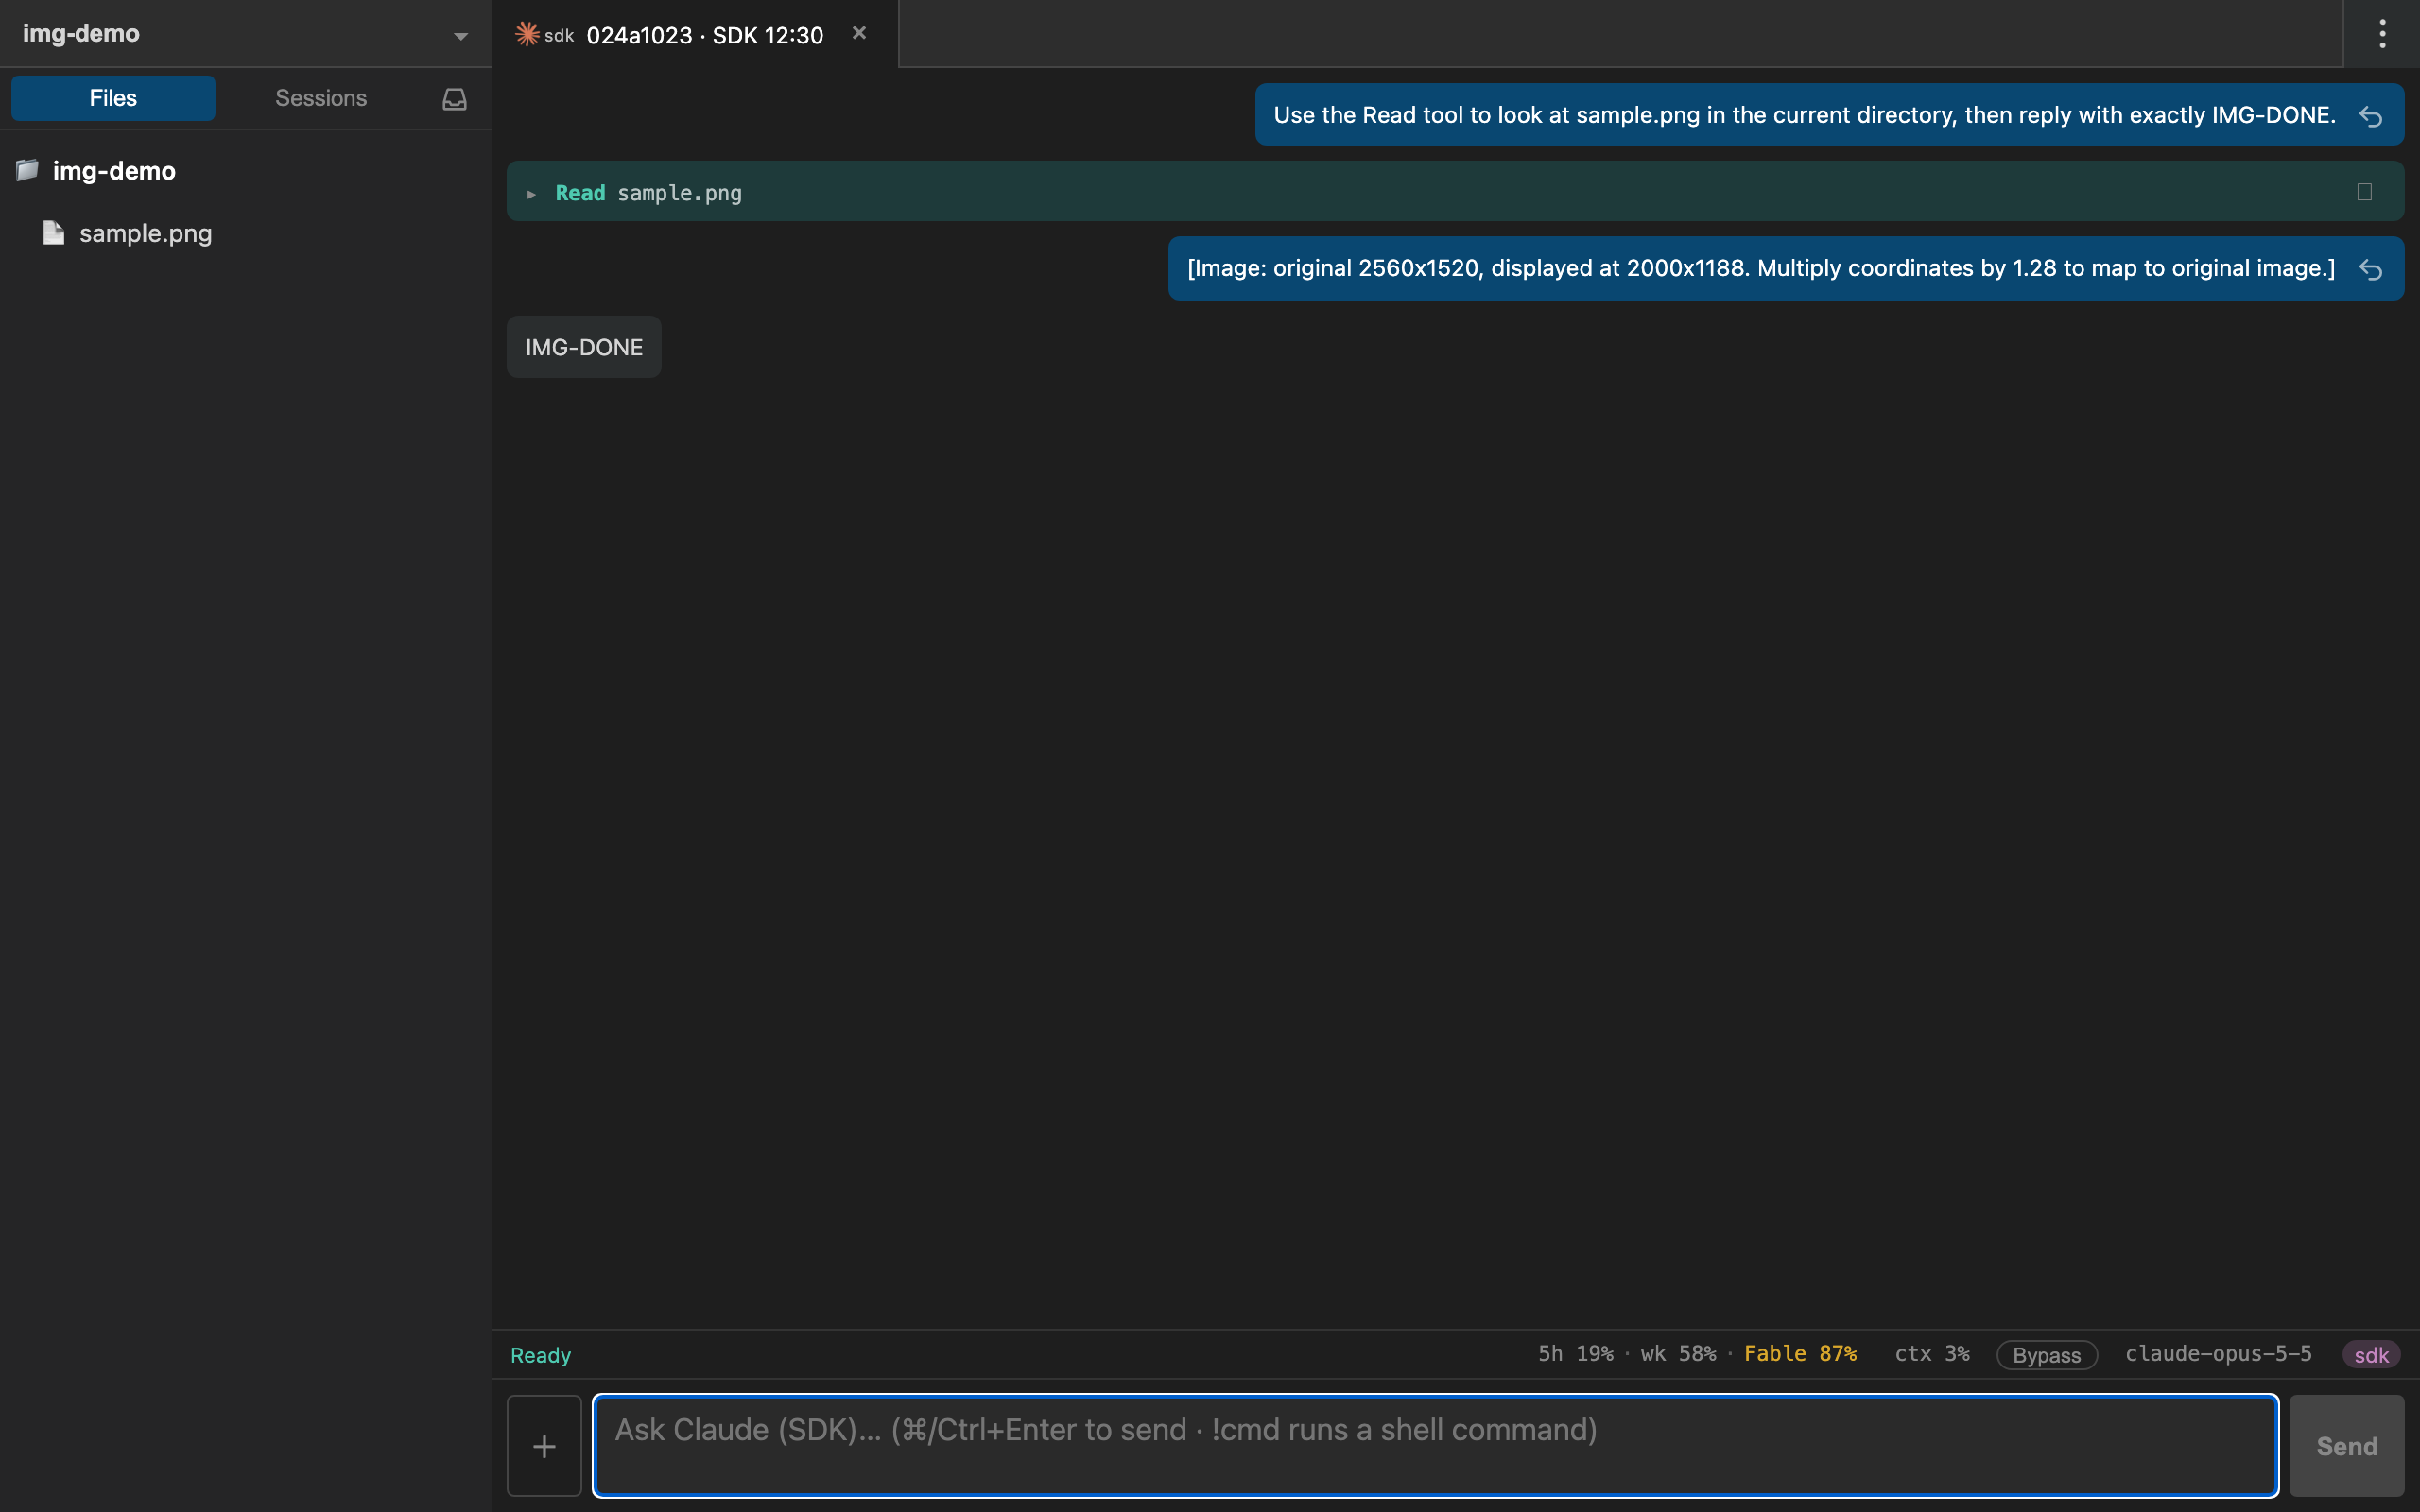 img-demo
Files
Sessions
img-demo
sample.png
sdk 024a1023 · SDK 12:30
Use the Read tool to look at sample.png in the current directory, then reply with exactly IMG-DONE.
Read sample.png
[Image: original 2560x1520, displayed at 2000x1188. Multiply coordinates by 1.28 to map to original image.]
IMG-DONE
Ready
5h 19% · wk 58% · Fable 87% ctx 3% Bypass claude-opus-5-5 sdk
Ask Claude (SDK)... (⌘/Ctrl+Enter to send · !cmd runs a shell command)
Send